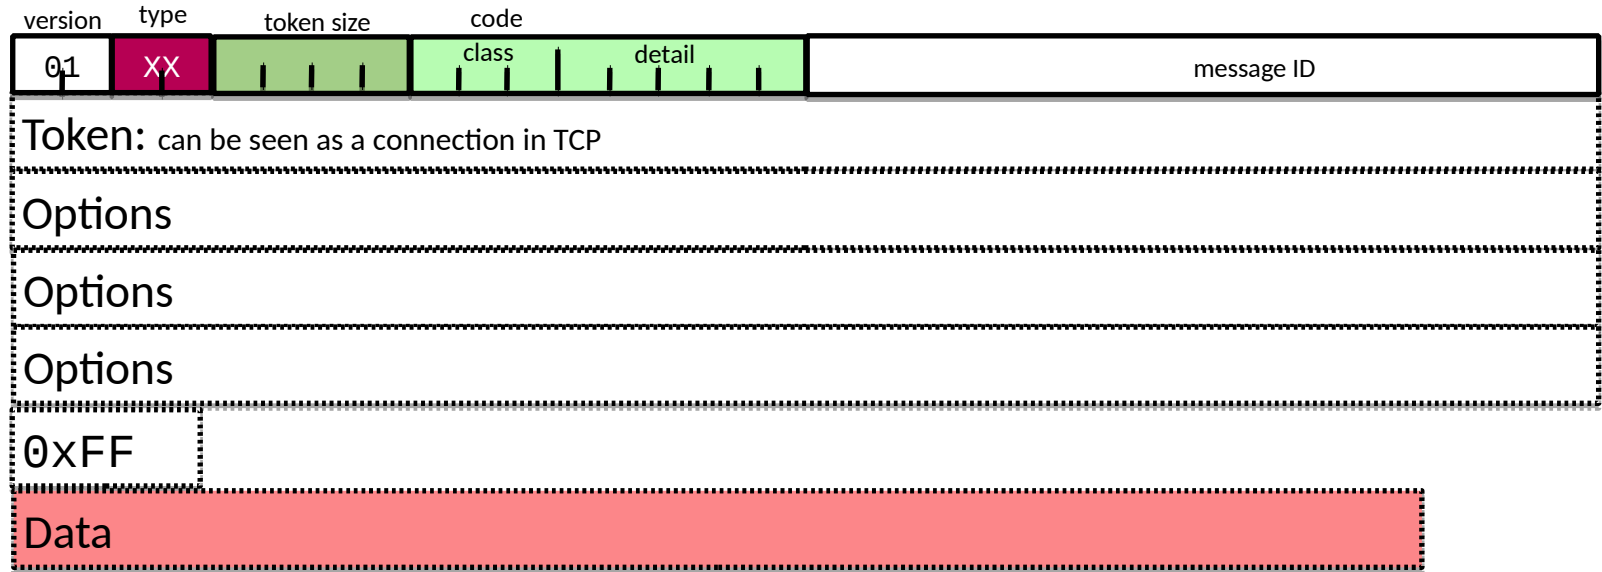 version type token size code
01 XX class detail message ID
Token: can be seen as a connection in TCP
Options
Options
Options
0xFF
Data